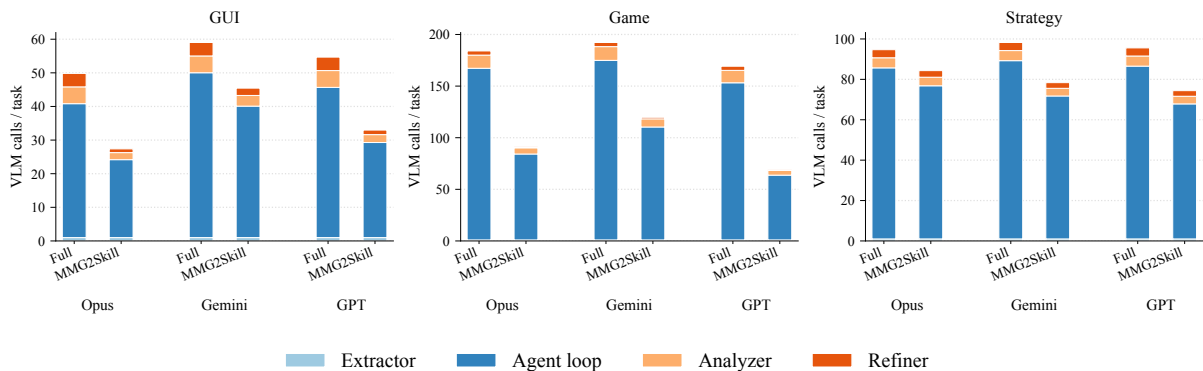 GUI
VLM calls / task
60
50
40
30
20
10
0
Full
MMG2Skill
Full
MMG2Skill
Full
MMG2Skill
Opus
Gemini
GPT
Game
VLM calls / task
200
150
100
50
0
Full
MMG2Skill
Full
MMG2Skill
Full
MMG2Skill
Opus
Gemini
GPT
Strategy
VLM calls / task
100
80
60
40
20
0
Full
MMG2Skill
Full
MMG2Skill
Full
MMG2Skill
Opus
Gemini
GPT
Extractor
Agent loop
Analyzer
Refiner